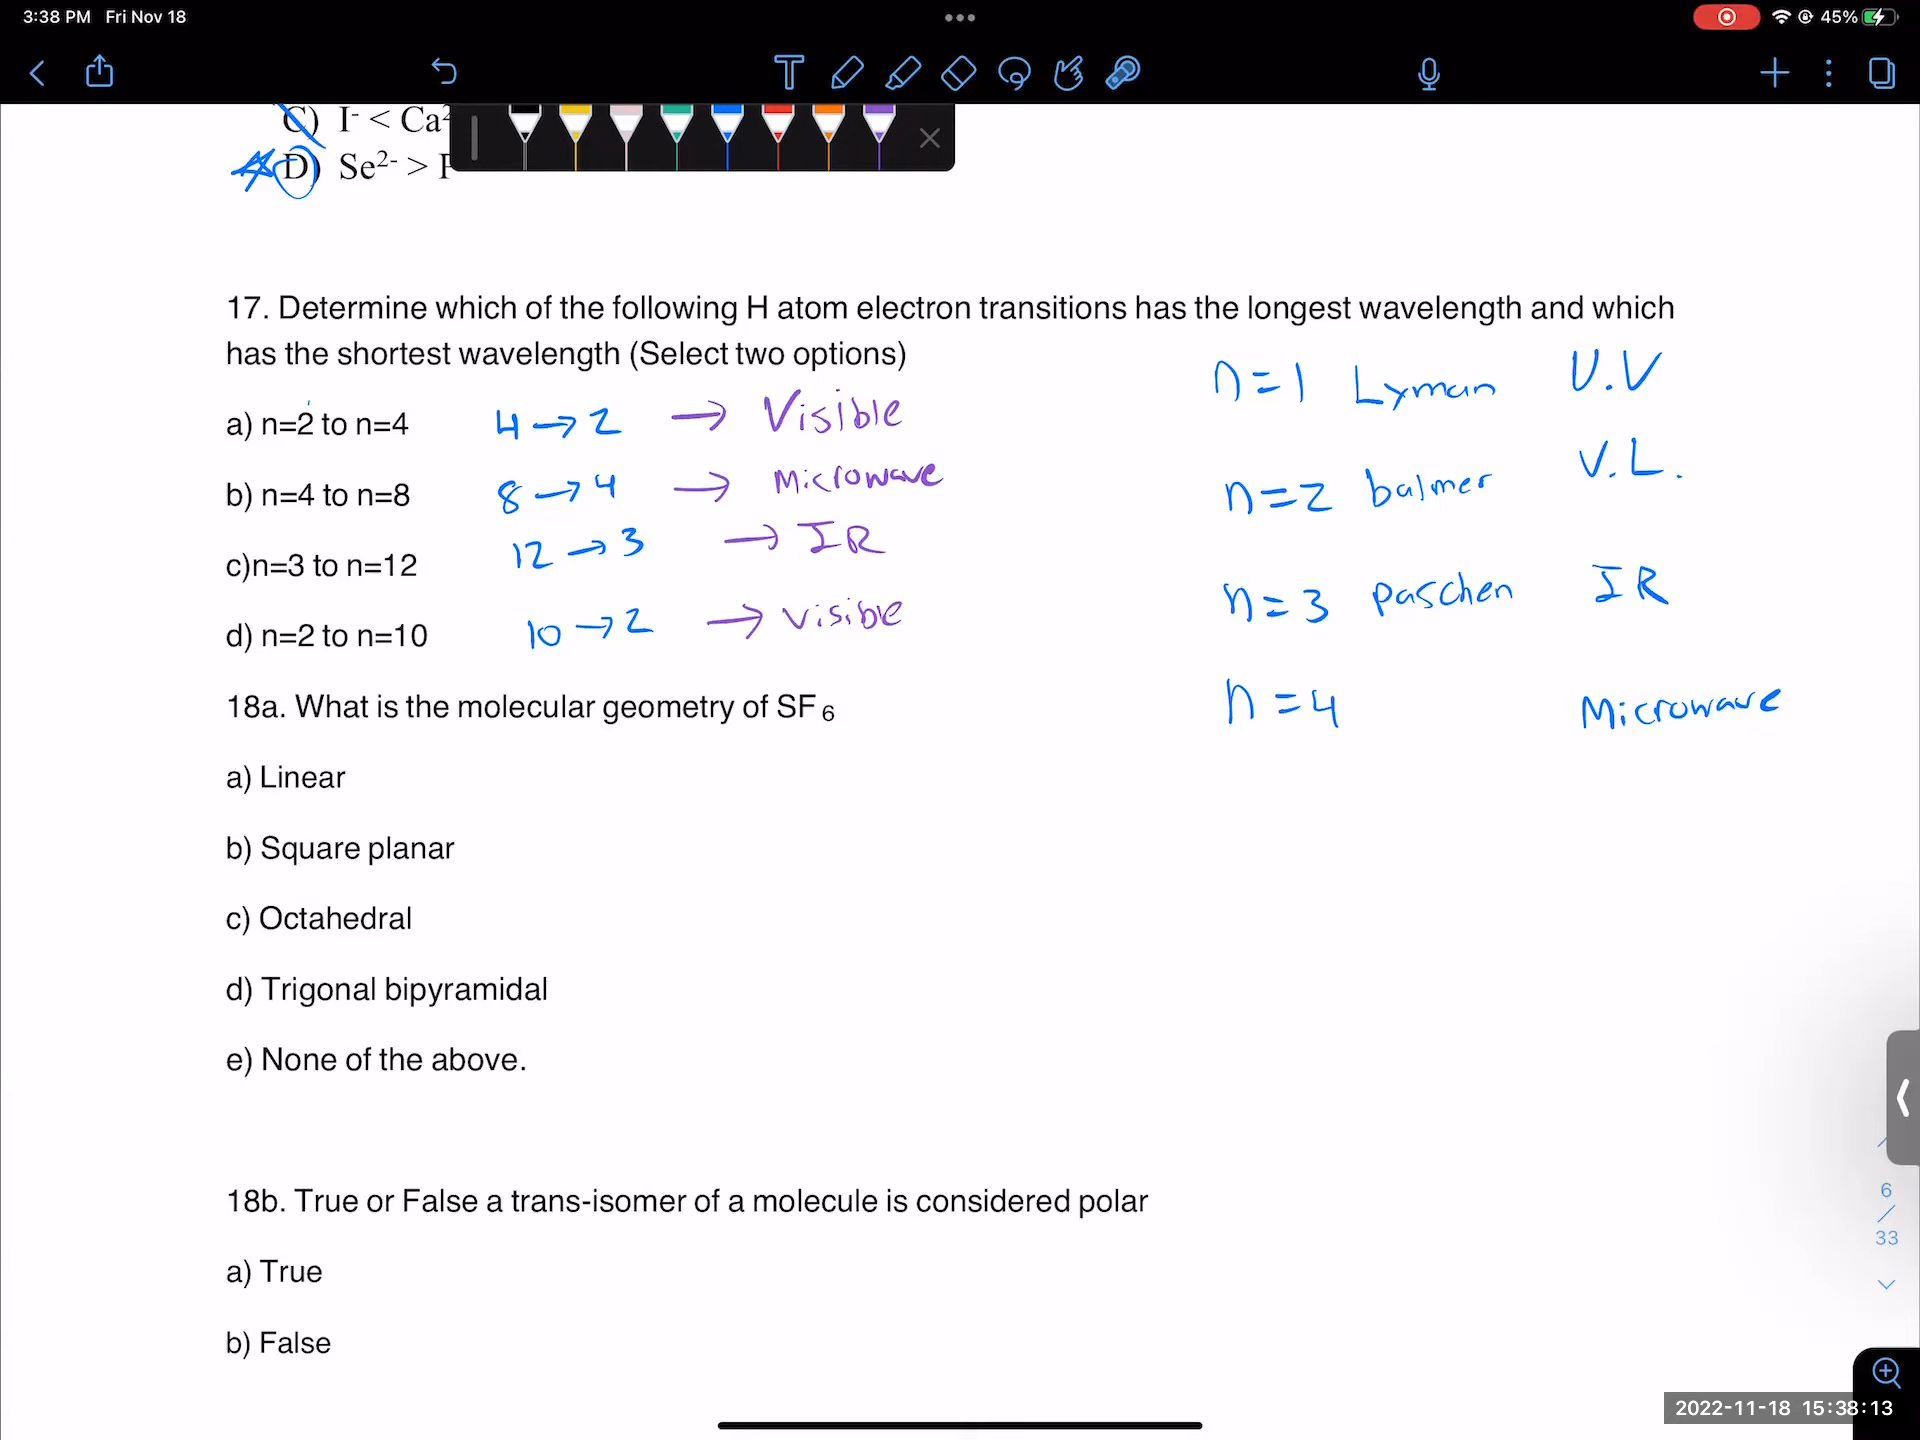 3:38 PM Fri Nov 18
45%
C) I- < Ca2
D) Se2- >
17. Determine which of the following H atom electron transitions has the longest wavelength and which
has the shortest wavelength (Select two options)
n=1 Lyman U.V
a) n=2 to n=4 4→2 → Visible
n=2 balmer V.L.
b) n=4 to n=8 8→4 → Microwave
c)n=3 to n=12 12→3 → IR
n=3 Paschen IR
d) n=2 to n=10 10→2 → Visible
n=4 Microwave
18a. What is the molecular geometry of SF 6
a) Linear
b) Square planar
c) Octahedral
d) Trigonal bipyramidal
e) None of the above.
18b. True or False a trans-isomer of a molecule is considered polar
a) True
b) False
6
/
33
2022-11-18 15:38:13